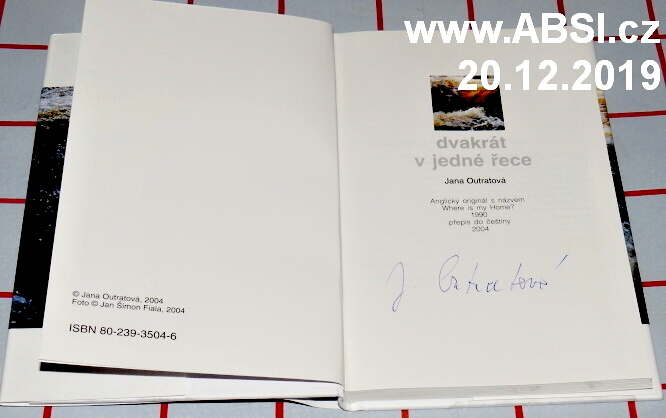 www.ABSI.cz
20.12.2019
dvakrát
v jedné řece
Jana Outratová
Anglický originál s názvem
Where is my Home?
1990
přepis do češtiny
2004
J. Outratová
© Jana Outratová, 2004
Foto © Jan Šimon Fiala, 2004
ISBN 80-239-3504-6